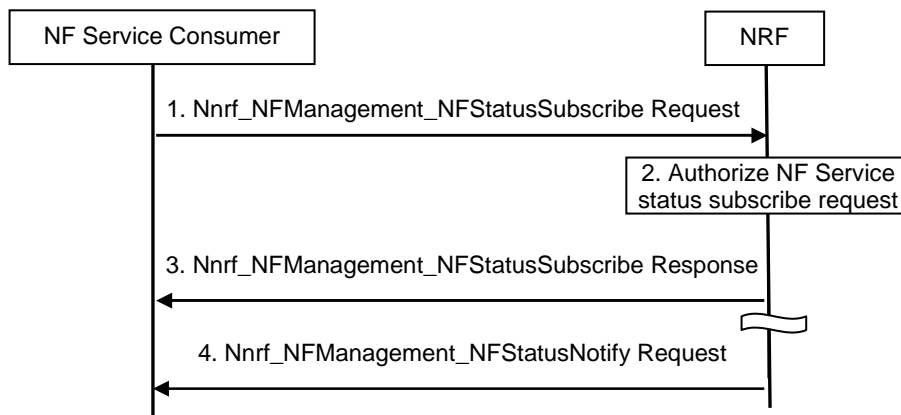 NF Service Consumer
NRF
1. Nnrf_NFManagement_NFStatusSubscribe Request
2. Authorize NF Service
status subscribe request
3. Nnrf_NFManagement_NFStatusSubscribe Response
4. Nnrf_NFManagement_NFStatusNotify Request